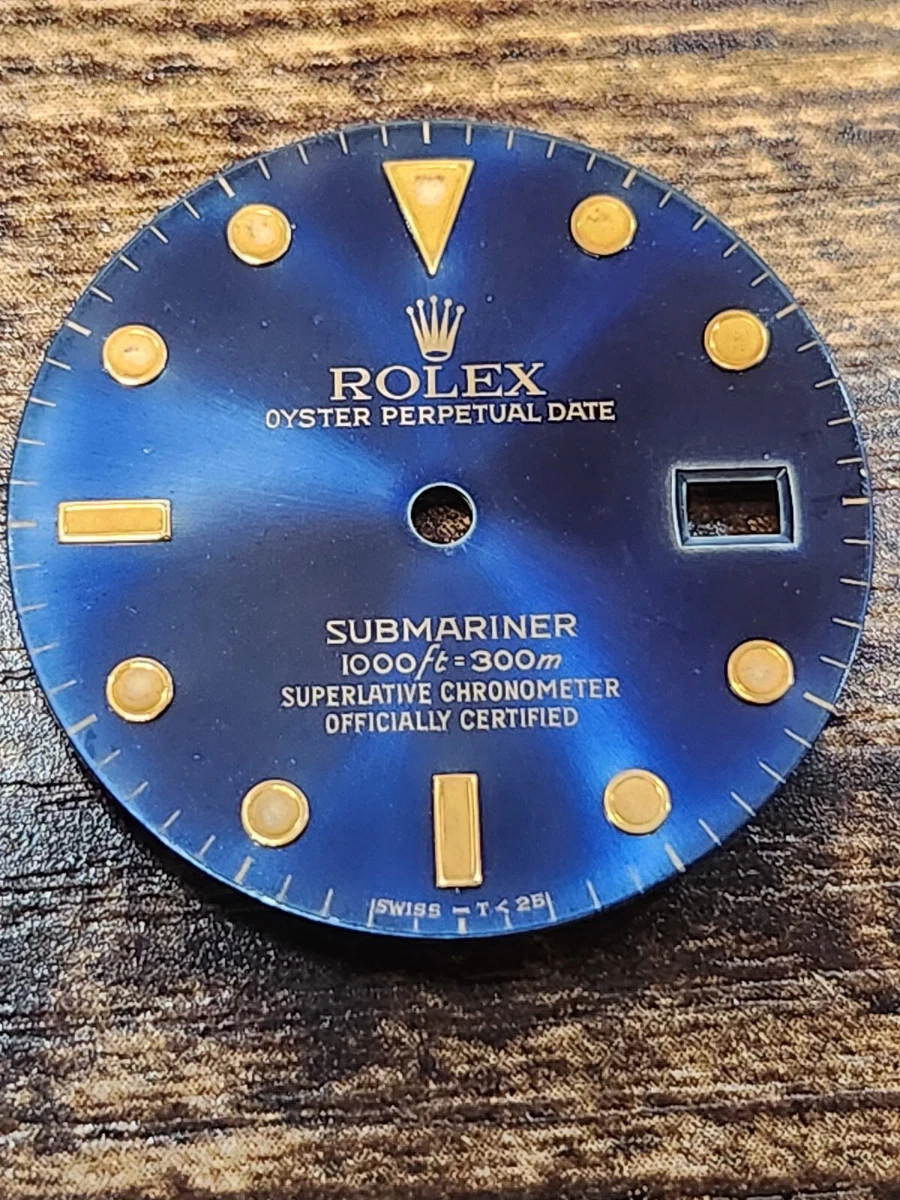 ROLEX
OYSTER PERPETUAL DATE
SUBMARINER
1000ft = 300m
SUPERLATIVE CHRONOMETER
OFFICIALLY CERTIFIED
SWISS – T < 25